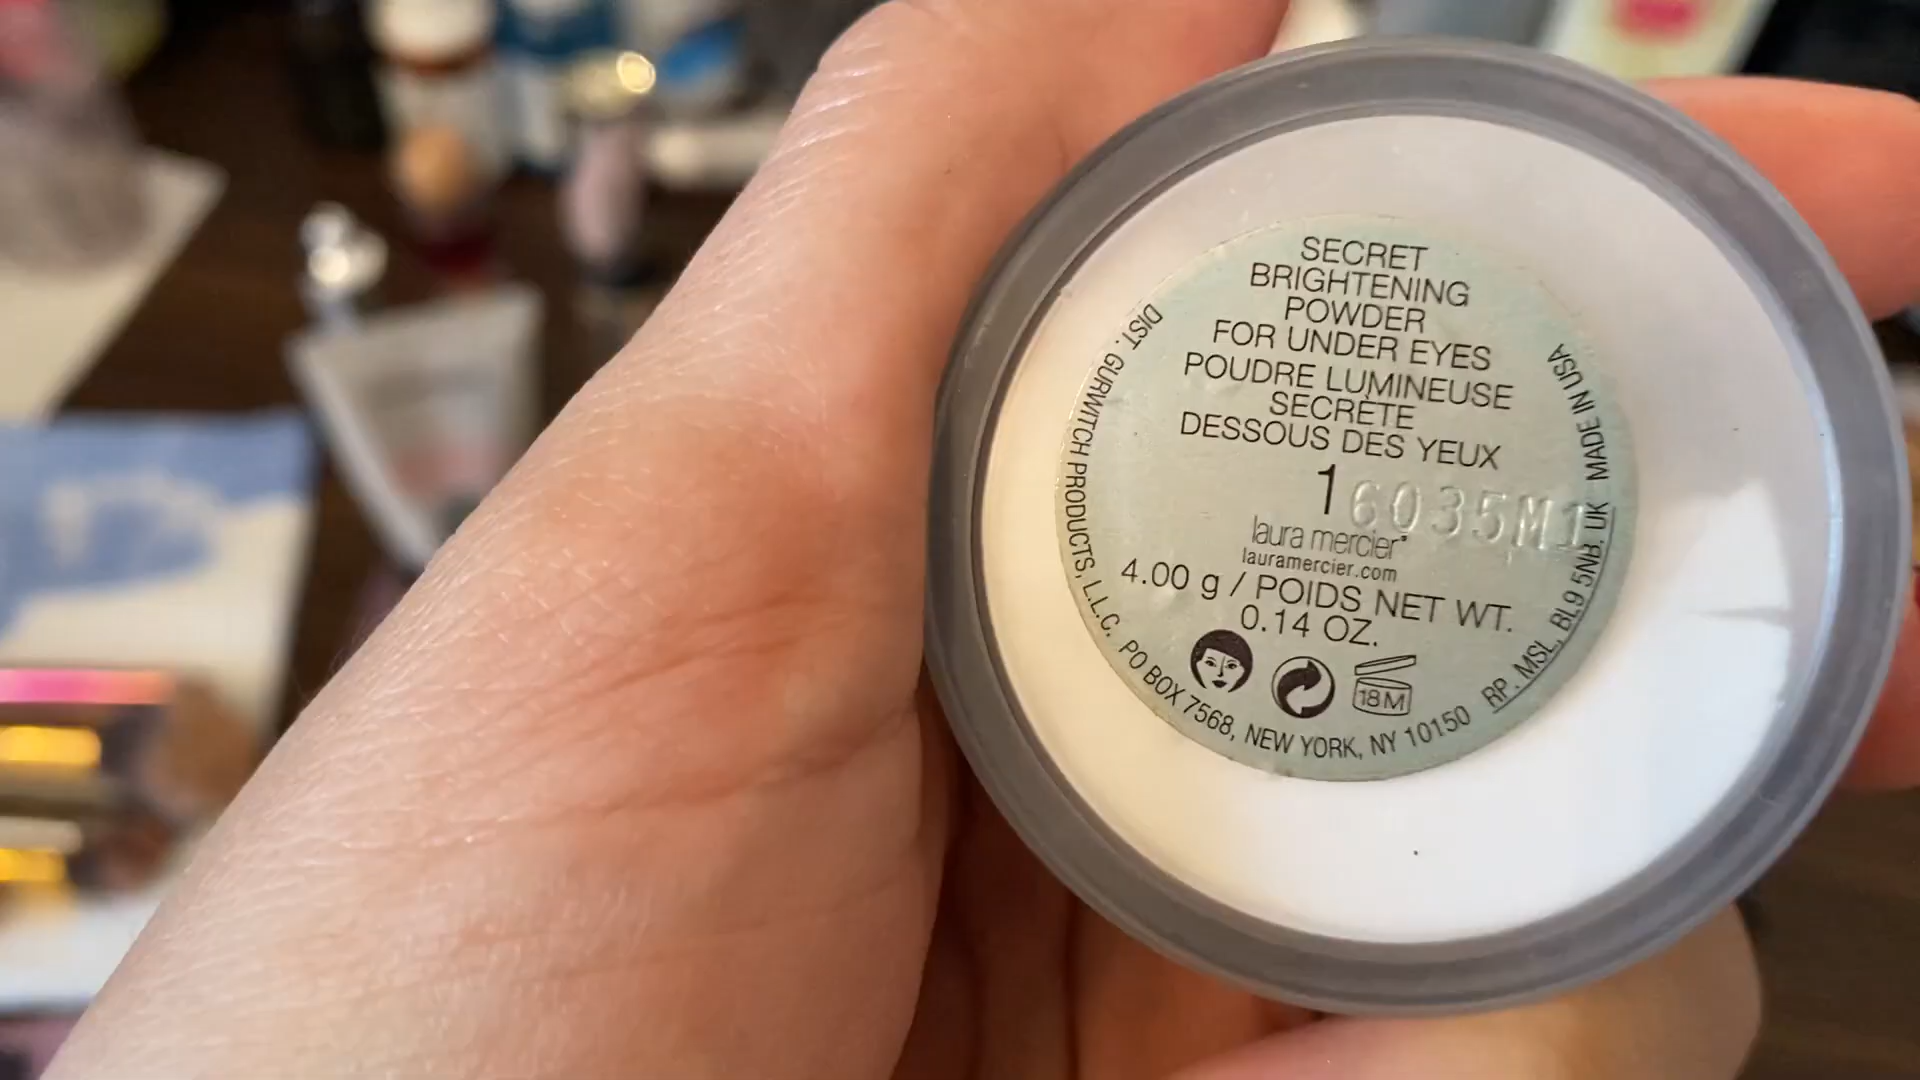 SECRET
BRIGHTENING
POWDER
FOR UNDER EYES
POUDRE LUMINEUSE
SECRÈTE
DESSOUS DES YEUX
1
6035M1
laura mercier®
lauramercier.com
4.00 g / POIDS NET WT.
0.14 OZ.
18M
DIST. GURWITCH PRODUCTS, L.L.C. PO BOX 7568, NEW YORK, NY 10150
RP. MSL, BL9 5NB. UK MADE IN USA